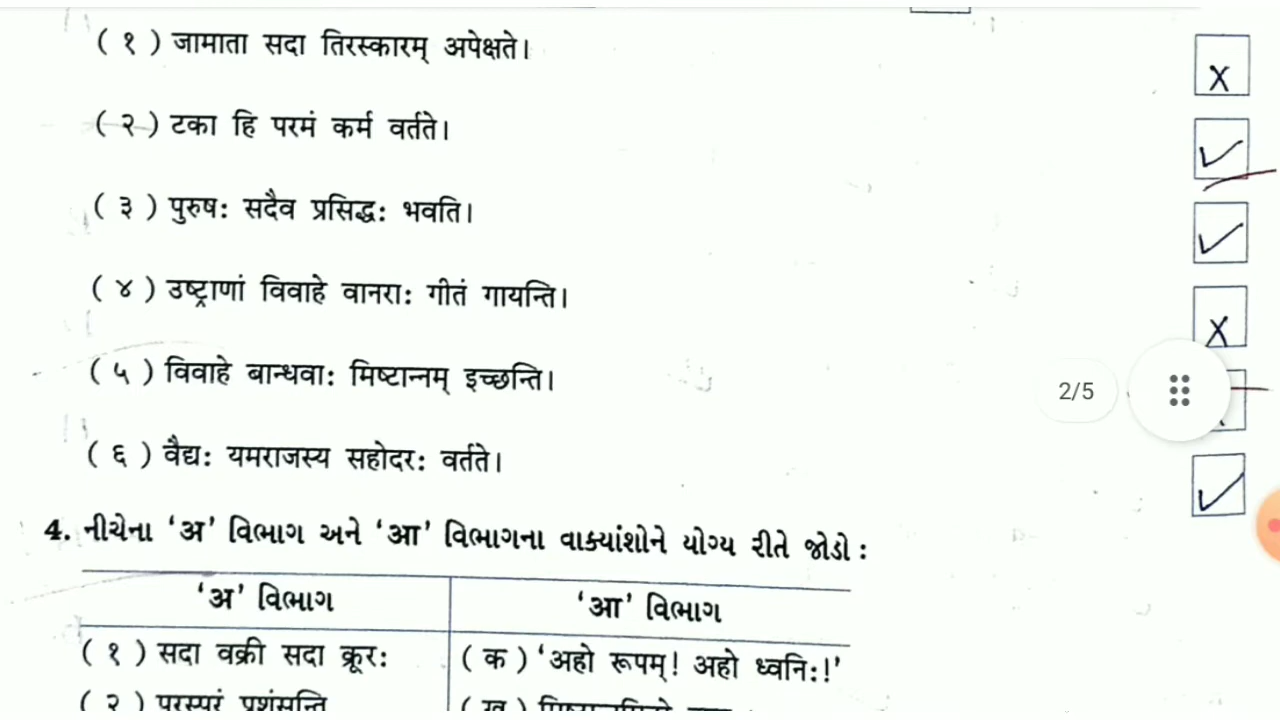 ( १ ) जामाता सदा तिरस्कारम् अपेक्षते। X
( २ ) टका हि परमं कर्म वर्तते। ✓
( ३ ) पुरुषः सदैव प्रसिद्धः भवति। ✓
( ४ ) उष्ट्राणां विवाहे वानराः गीतं गायन्ति। X
( ५ ) विवाहे बान्धवाः मिष्टान्नम् इच्छन्ति।
2/5
( ६ ) वैद्यः यमराजस्य सहोदरः वर्तते। ✓
4. નીચેના ‘अ’ વિભાગ અને ‘आ’ વિભાગના વાક્યાંશોને યોગ્ય રીતે જોડો :
‘अ’ વિભાગ ‘आ’ વિભાગ
( १ ) सदा वक्री सदा क्रूरः ( क ) ‘अहो रूपम्! अहो ध्वनिः!’
( २ ) परस्परं प्रशंसन्ति ( ख )